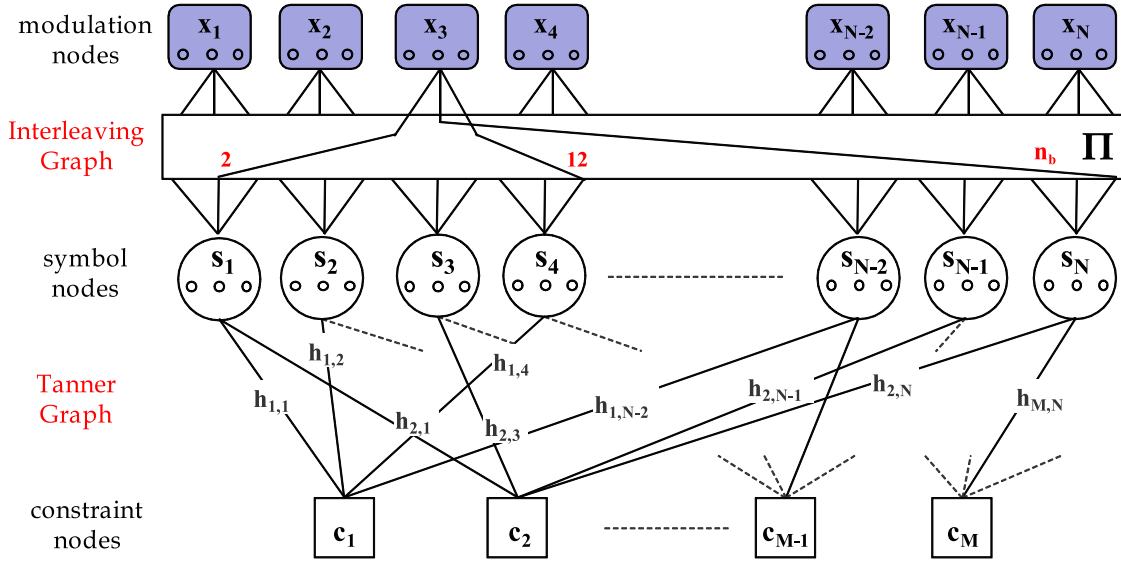 modulation nodes
x1 x2 x3 x4 xN-2 xN-1 xN
Interleaving Graph
2 12 nb Π
symbol nodes
s1 s2 s3 s4 sN-2 sN-1 sN
Tanner Graph
h1,2 h1,4
h1,1 h2,1 h2,3 h1,N-2 h2,N-1 h2,N hM,N
constraint nodes
c1 c2 cM-1 cM